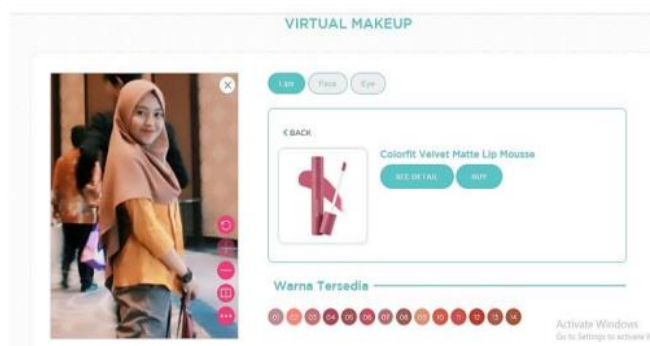 VIRTUAL MAKEUP
Lips Face Eye
< BACK
Colorfit Velvet Matte Lip Mousse
SEE DETAIL BUY
Warna Tersedia
01 02 03 04 05 06 07 08 09 10 11 12 13 14
Activate Windows
Go to Settings to activate